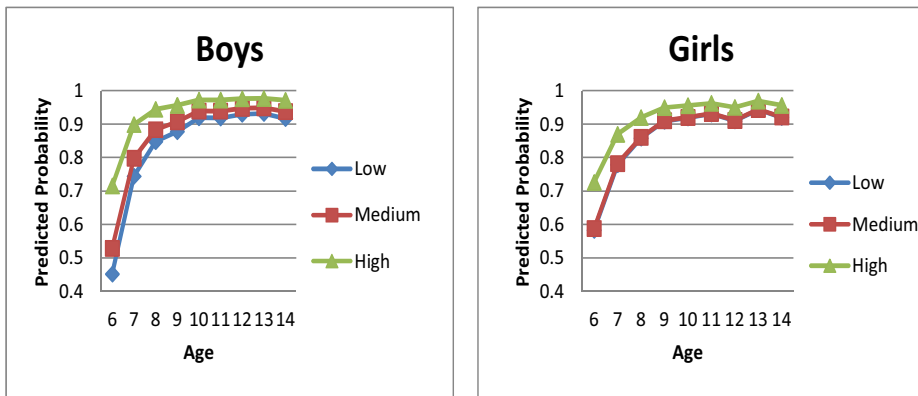 Boys
Predicted Probability
1
0.9
0.8
0.7
0.6
0.5
0.4
6 7 8 9 10 11 12 13 14
Age
Low
Medium
High
Girls
Predicted Probability
1
0.9
0.8
0.7
0.6
0.5
0.4
6 7 8 9 10 11 12 13 14
Age
Low
Medium
High